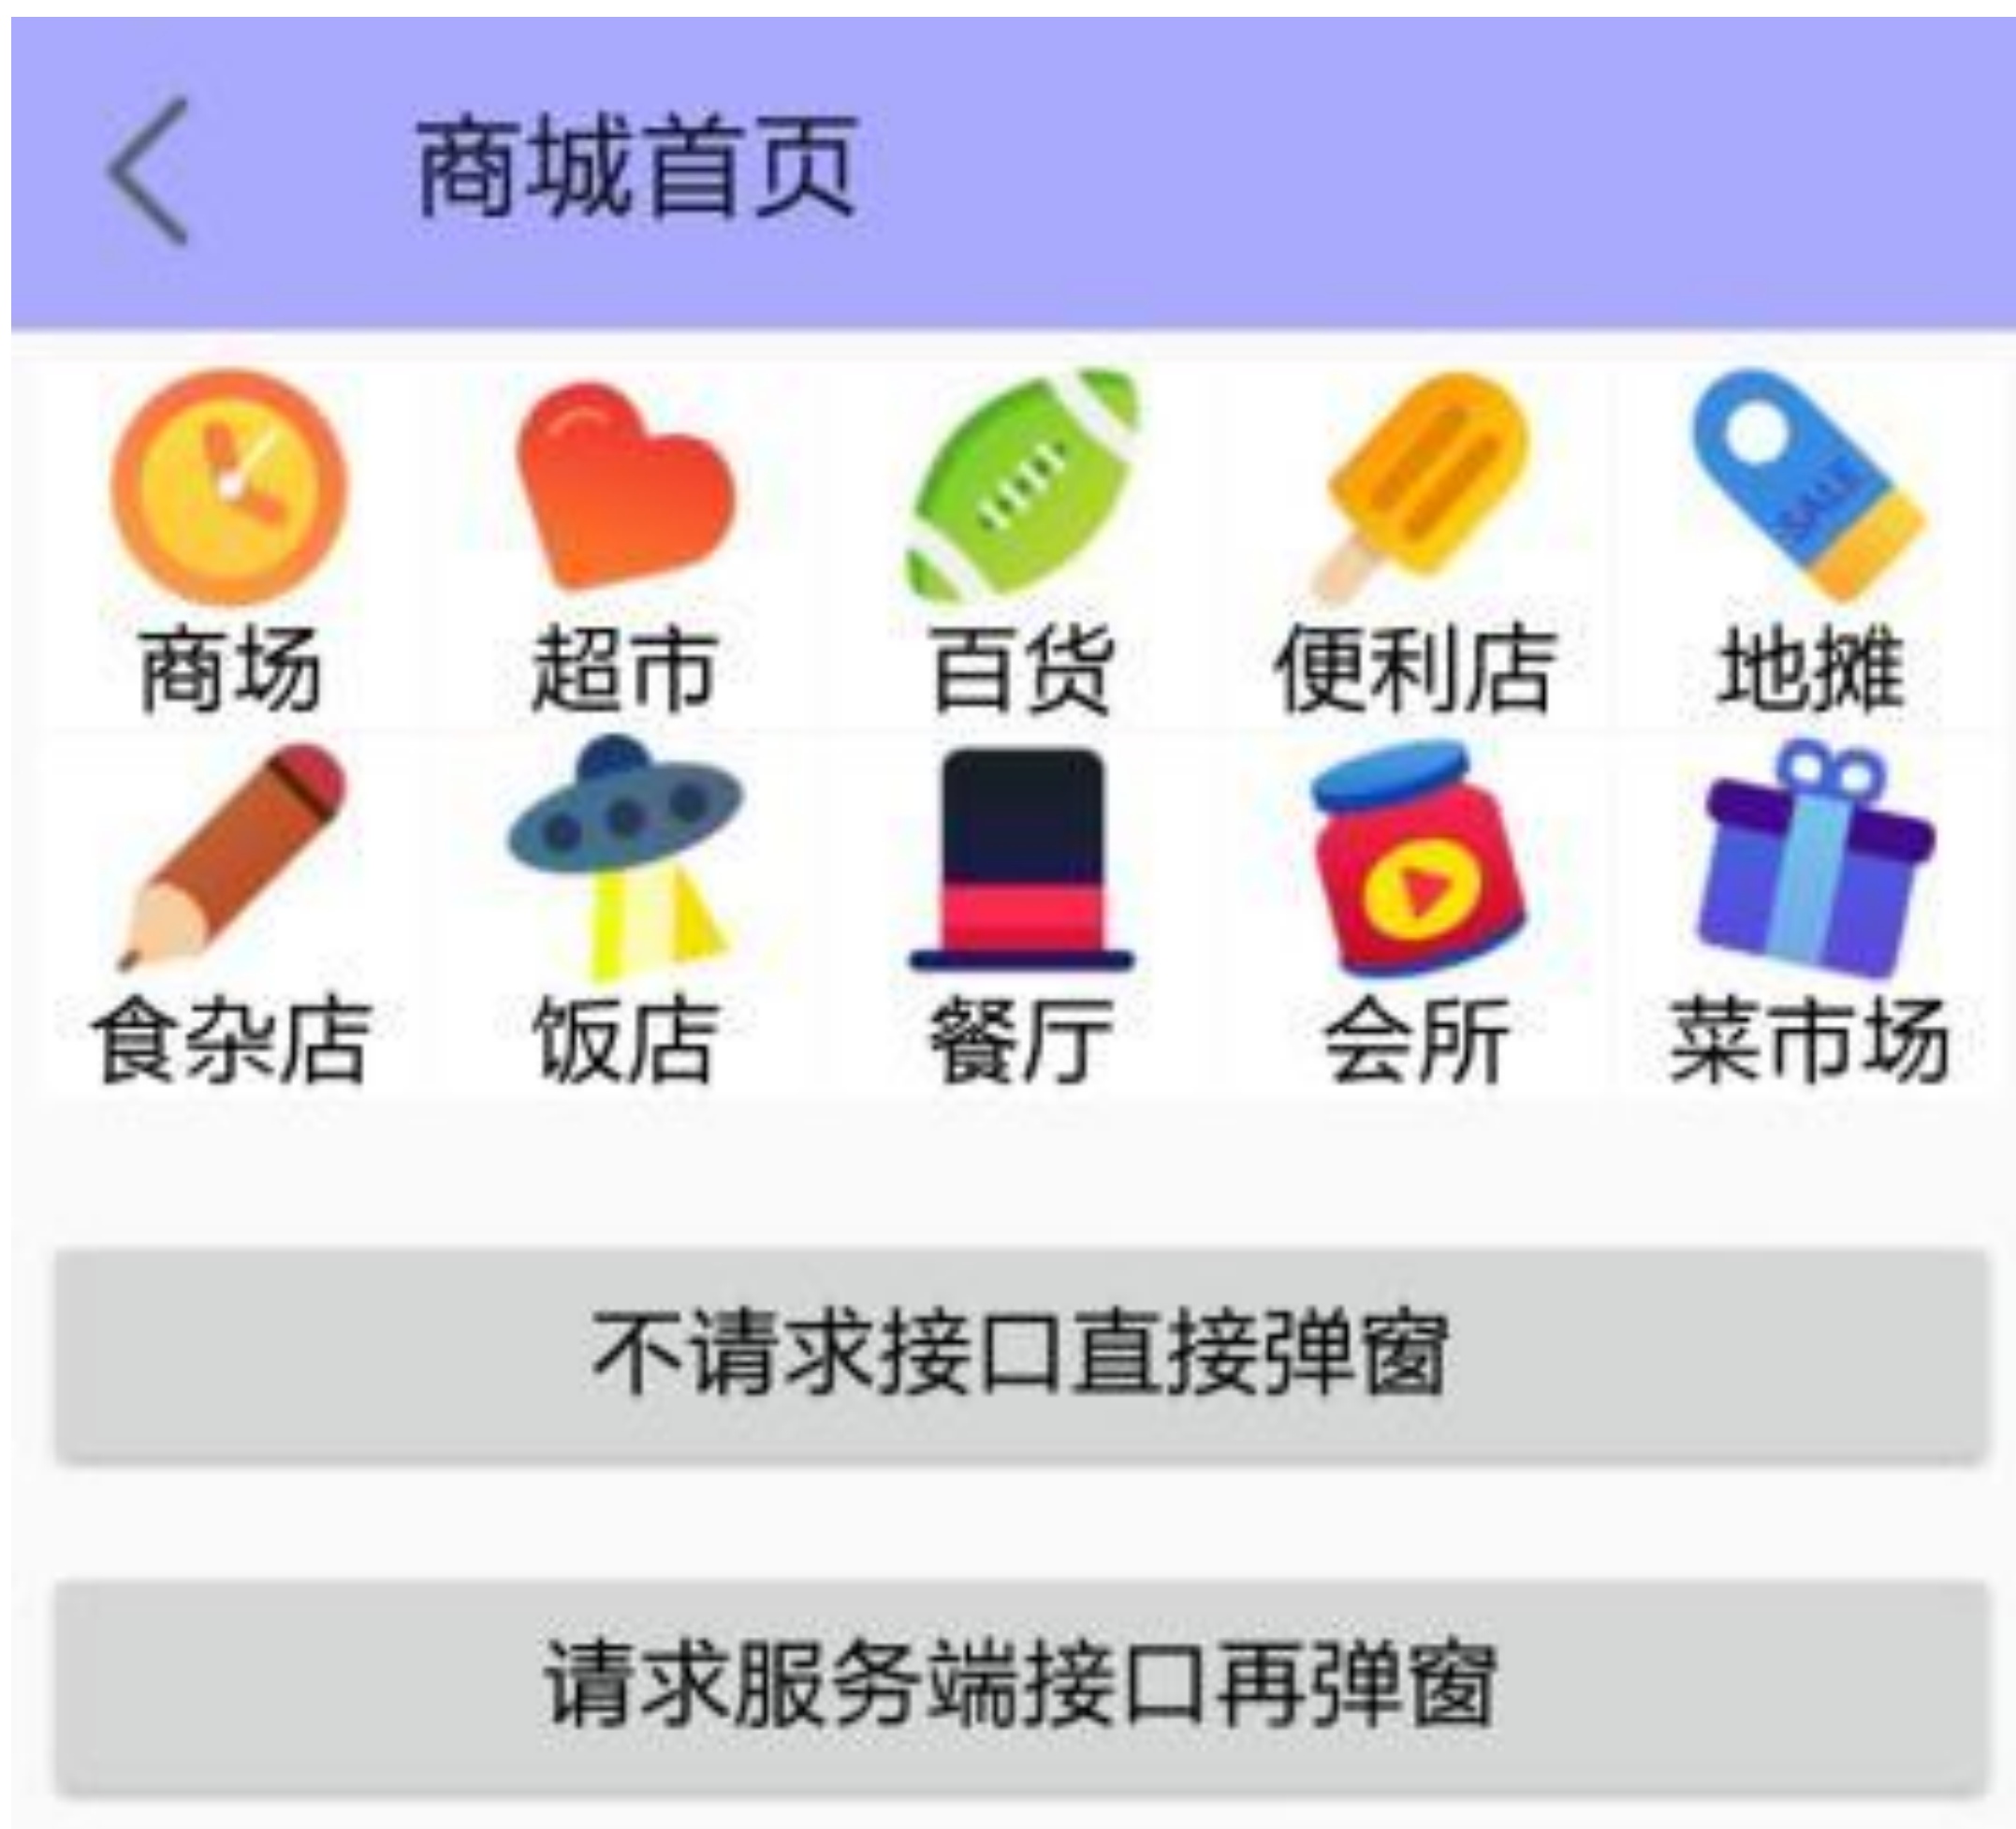 商城首页
商场 超市 百货 便利店 地摊
SALE
食杂店 饭店 餐厅 会所 菜市场
不请求接口直接弹窗
请求服务端接口再弹窗